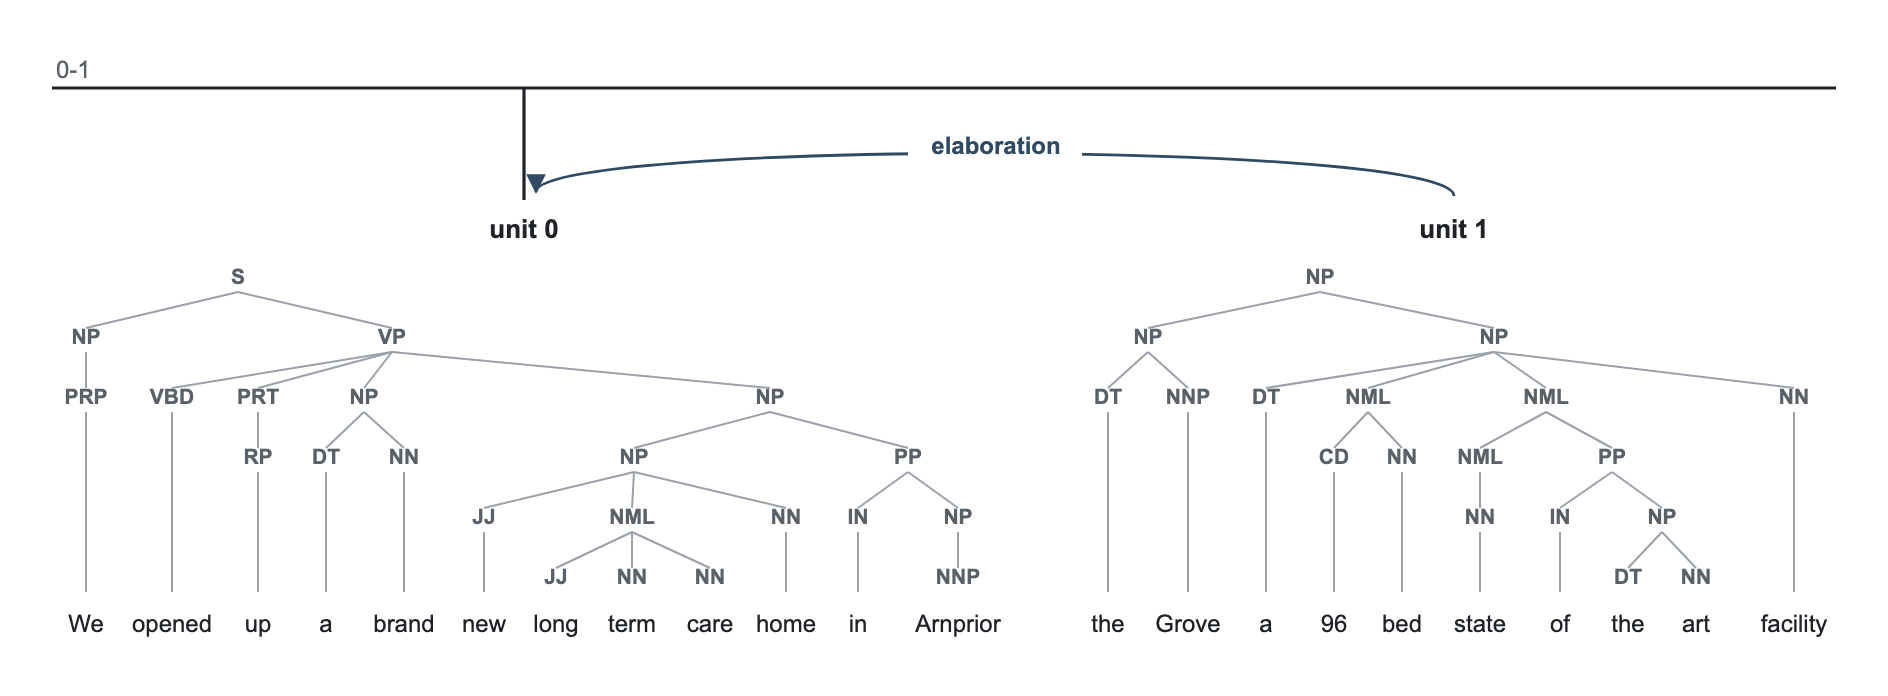 0-1
elaboration
unit 0 unit 1
S NP
NP VP NP NP
PRP VBD PRT NP NP DT NNP DT NML NML NN
RP DT NN NP PP CD NN NML PP
JJ NML NN IN NP NN IN NP
JJ NN NN NNP DT NN
We opened up a brand new long term care home in Arnprior the Grove a 96 bed state of the art facility